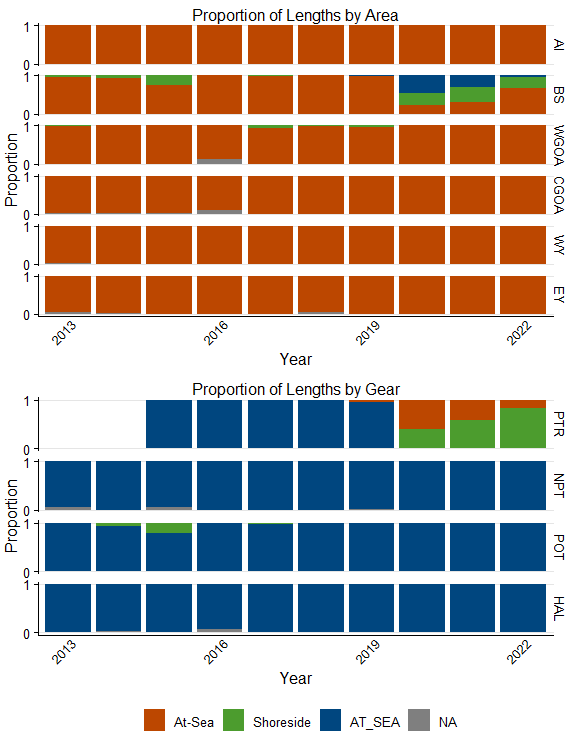 Proportion of Lengths by Area
Proportion
1
0
AI
1
0
BS
1
0
WGOA
1
0
CGOA
1
0
WY
1
0
EY
2013 2016 2019 2022
Year
Proportion of Lengths by Gear
Proportion
1
0
PTR
1
0
NPT
1
0
POT
1
0
HAL
2013 2016 2019 2022
Year
At-Sea Shoreside AT_SEA NA